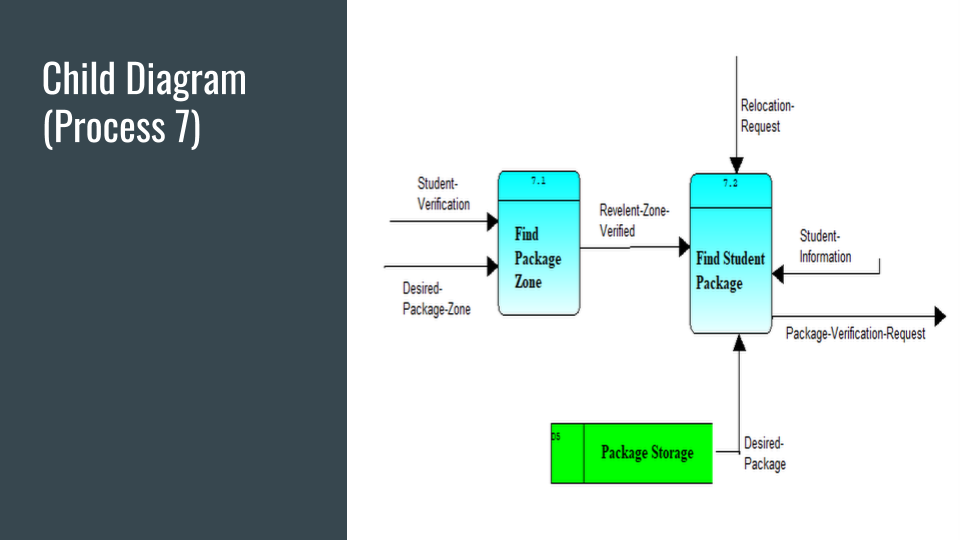 Child Diagram
(Process 7)
Relocation-
Request
Student-
Verification
7.1
Find
Package
Zone
Desired-
Package-Zone
Revelent-Zone-
Verified
7.2
Find Student
Package
Student-
Information
Package-Verification-Request
D5
Package Storage
Desired-
Package